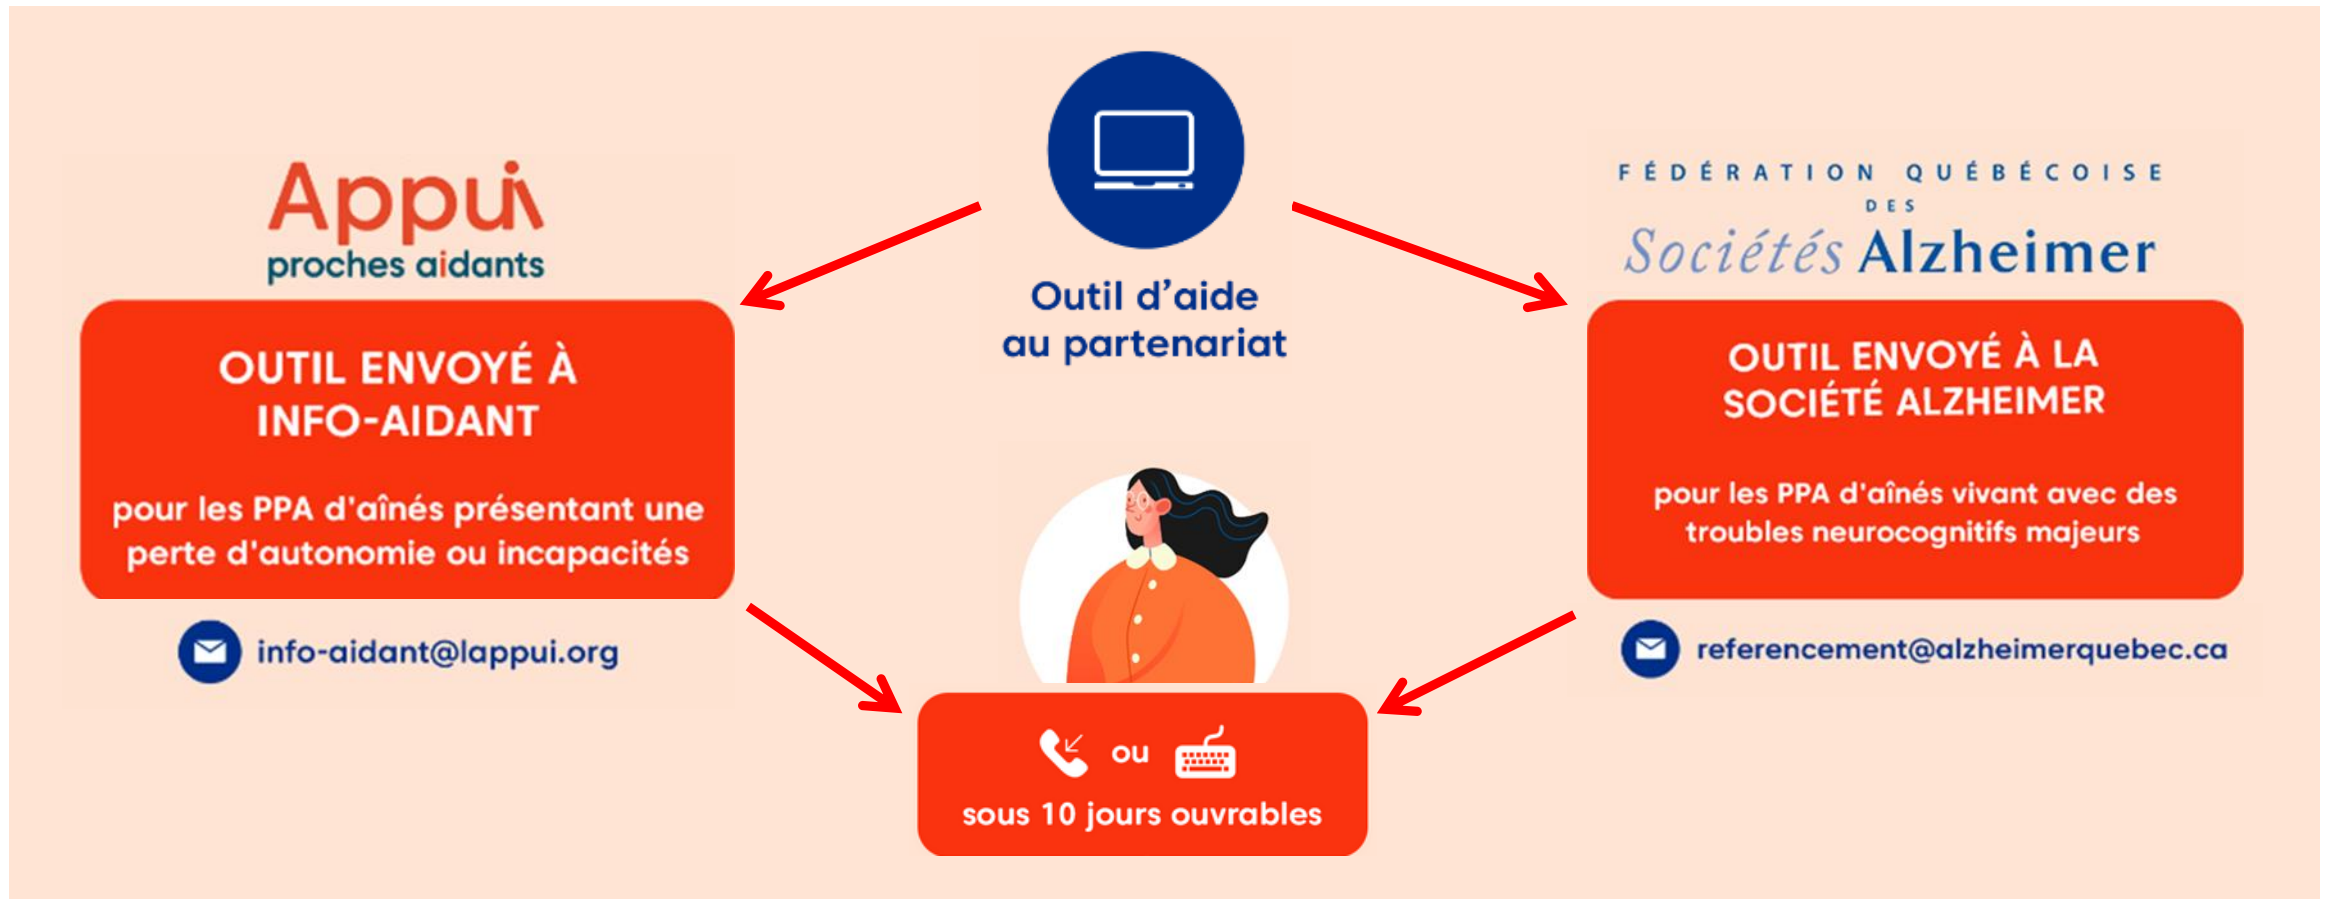 Appui
proches aidants
OUTIL ENVOYÉ À
INFO-AIDANT
pour les PPA d'aînés présentant une
perte d'autonomie ou incapacités
info-aidant@lappui.org
Outil d’aide
au partenariat
FÉDÉRATION QUÉBÉCOISE
DES
Sociétés Alzheimer
OUTIL ENVOYÉ À LA
SOCIÉTÉ ALZHEIMER
pour les PPA d'aînés vivant avec des
troubles neurocognitifs majeurs
referencement@alzheimerquebec.ca
ou
sous 10 jours ouvrables